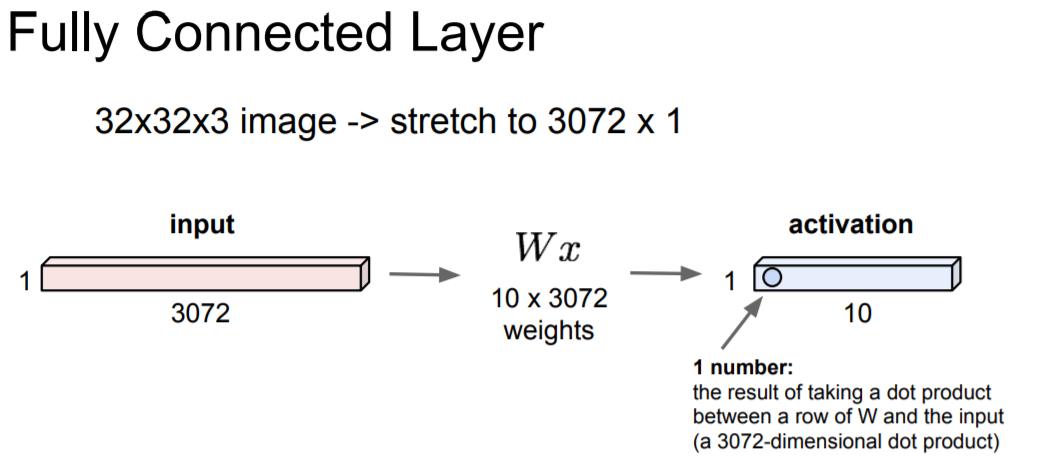 Fully Connected Layer
32x32x3 image -> stretch to 3072 x 1
input
1
3072
Wx
10 x 3072
weights
activation
1
10
1 number:
the result of taking a dot product
between a row of W and the input
(a 3072-dimensional dot product)